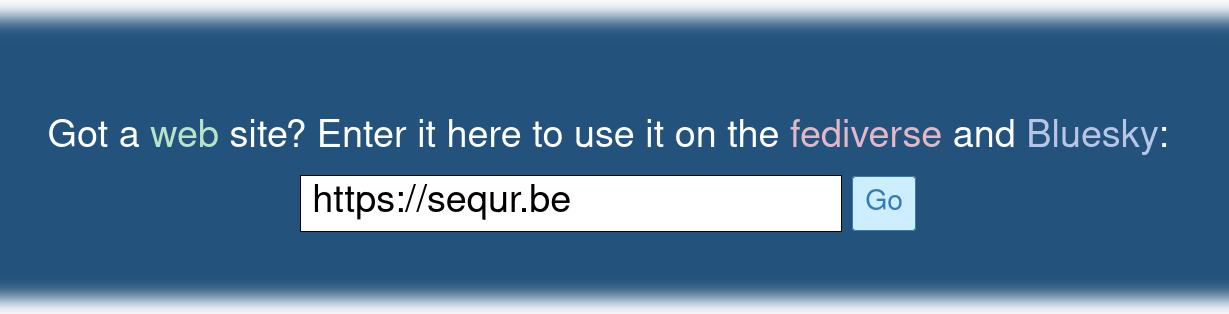 Got a web site? Enter it here to use it on the fediverse and Bluesky:
https://sequr.be Go